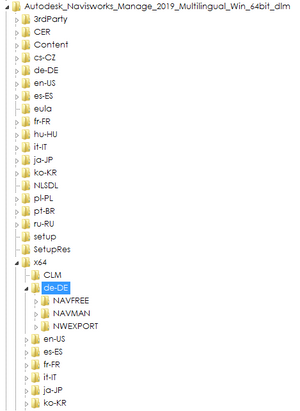 Autodesk_Navisworks_Manage_2019_Multilingual_Win_64bit_dlm
3rdParty
CER
Content
cs-CZ
de-DE
en-US
es-ES
eula
fr-FR
hu-HU
it-IT
ja-JP
ko-KR
NLSDL
pl-PL
pt-BR
ru-RU
setup
SetupRes
x64
CLM
de-DE
NAVFREE
NAVMAN
NWEXPORT
en-US
es-ES
fr-FR
it-IT
ja-JP
ko-KR